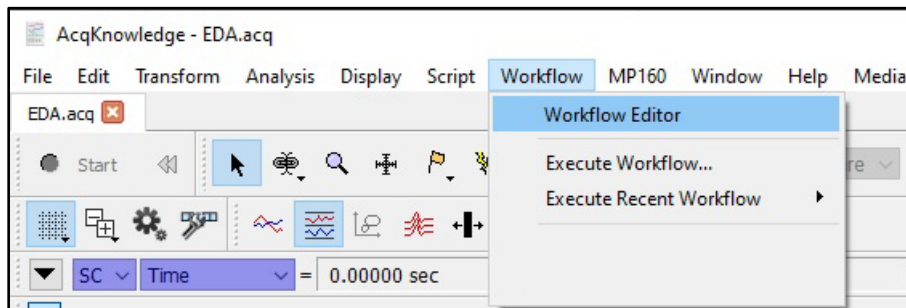 AcqKnowledge - EDA.acq
File Edit Transform Analysis Display Script Workflow MP160 Window Help Media
EDA.acq
Workflow Editor
Start
Execute Workflow...
re
Execute Recent Workflow
SC Time = 0.00000 sec